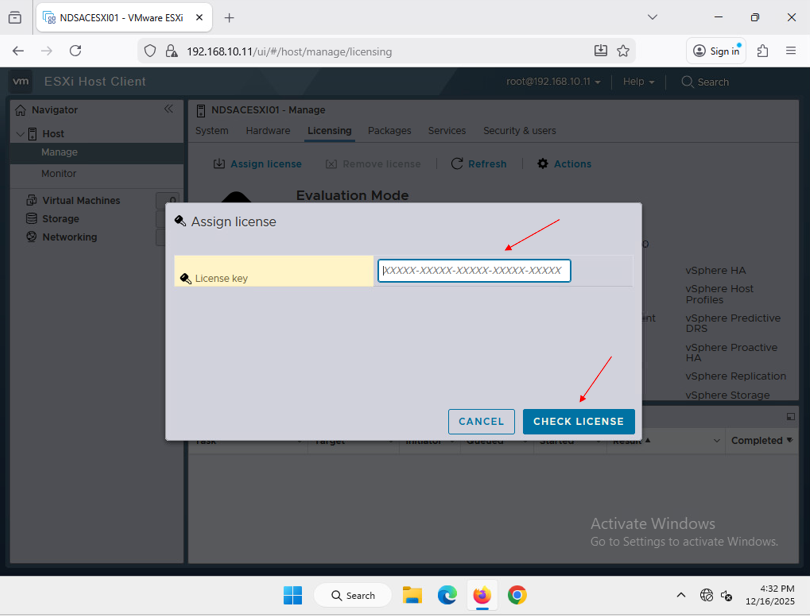 NDSACESXI01 - VMware ESXi
192.168.10.11/ui/#/host/manage/licensing
Sign in
vm ESXi Host Client
root@192.168.10.11
Help
Search
Navigator
Host
Manage
Monitor
Virtual Machines
0
Storage
Networking
NDSACESXI01 - Manage
System Hardware Licensing Packages Services Security & users
Assign license Remove license Refresh Actions
Evaluation Mode
vSphere HA
vSphere Host
Profiles
vSphere Predictive
DRS
vSphere Proactive
HA
vSphere Replication
vSphere Storage
Assign license
License key
XXXXX-XXXXX-XXXXX-XXXXX-XXXXX
CANCEL CHECK LICENSE
Task Target Initiator Queued Started Result Completed
Activate Windows
Go to Settings to activate Windows.
Search
4:32 PM
12/16/2025